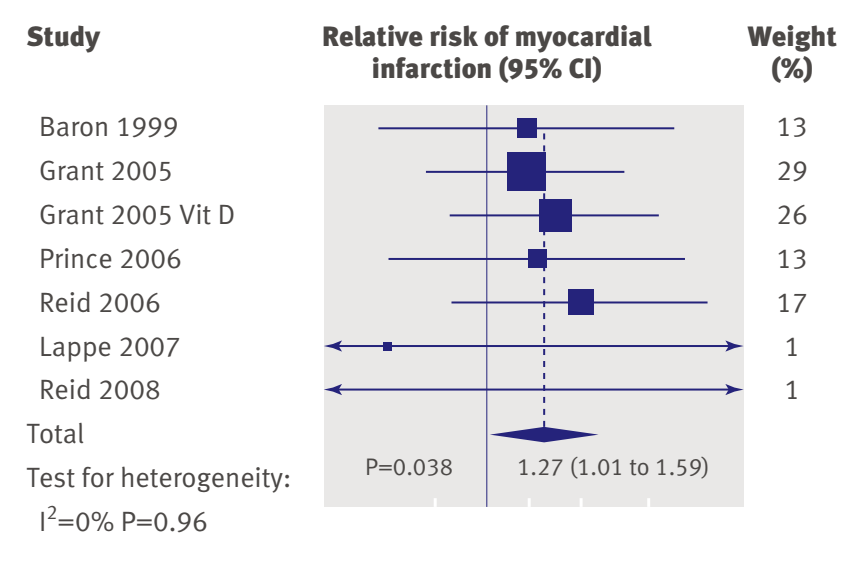 Study Relative risk of myocardial infarction (95% CI) Weight (%)
Baron 1999 13
Grant 2005 29
Grant 2005 Vit D 26
Prince 2006 13
Reid 2006 17
Lappe 2007 1
Reid 2008 1
Total
P=0.038 1.27 (1.01 to 1.59)
Test for heterogeneity:
I²=0% P=0.96